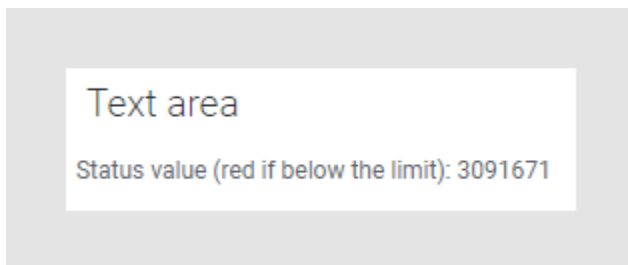 Text area
Status value (red if below the limit): 3091671